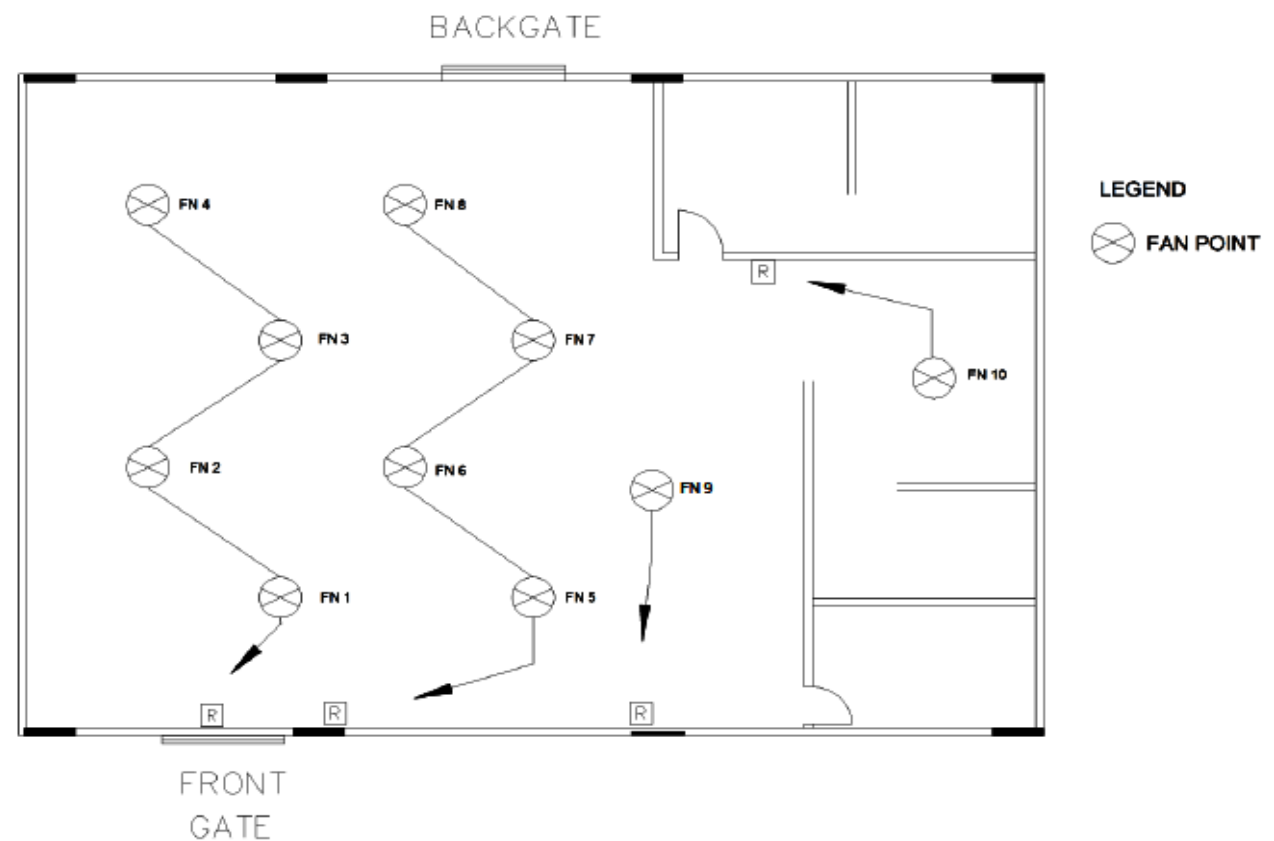 BACKGATE
FN 4
FN 8
LEGEND
FAN POINT
R
FN 3
FN 7
FN 10
FN 2
FN 6
FN 9
FN 1
FN 5
R
R
R
FRONT
GATE